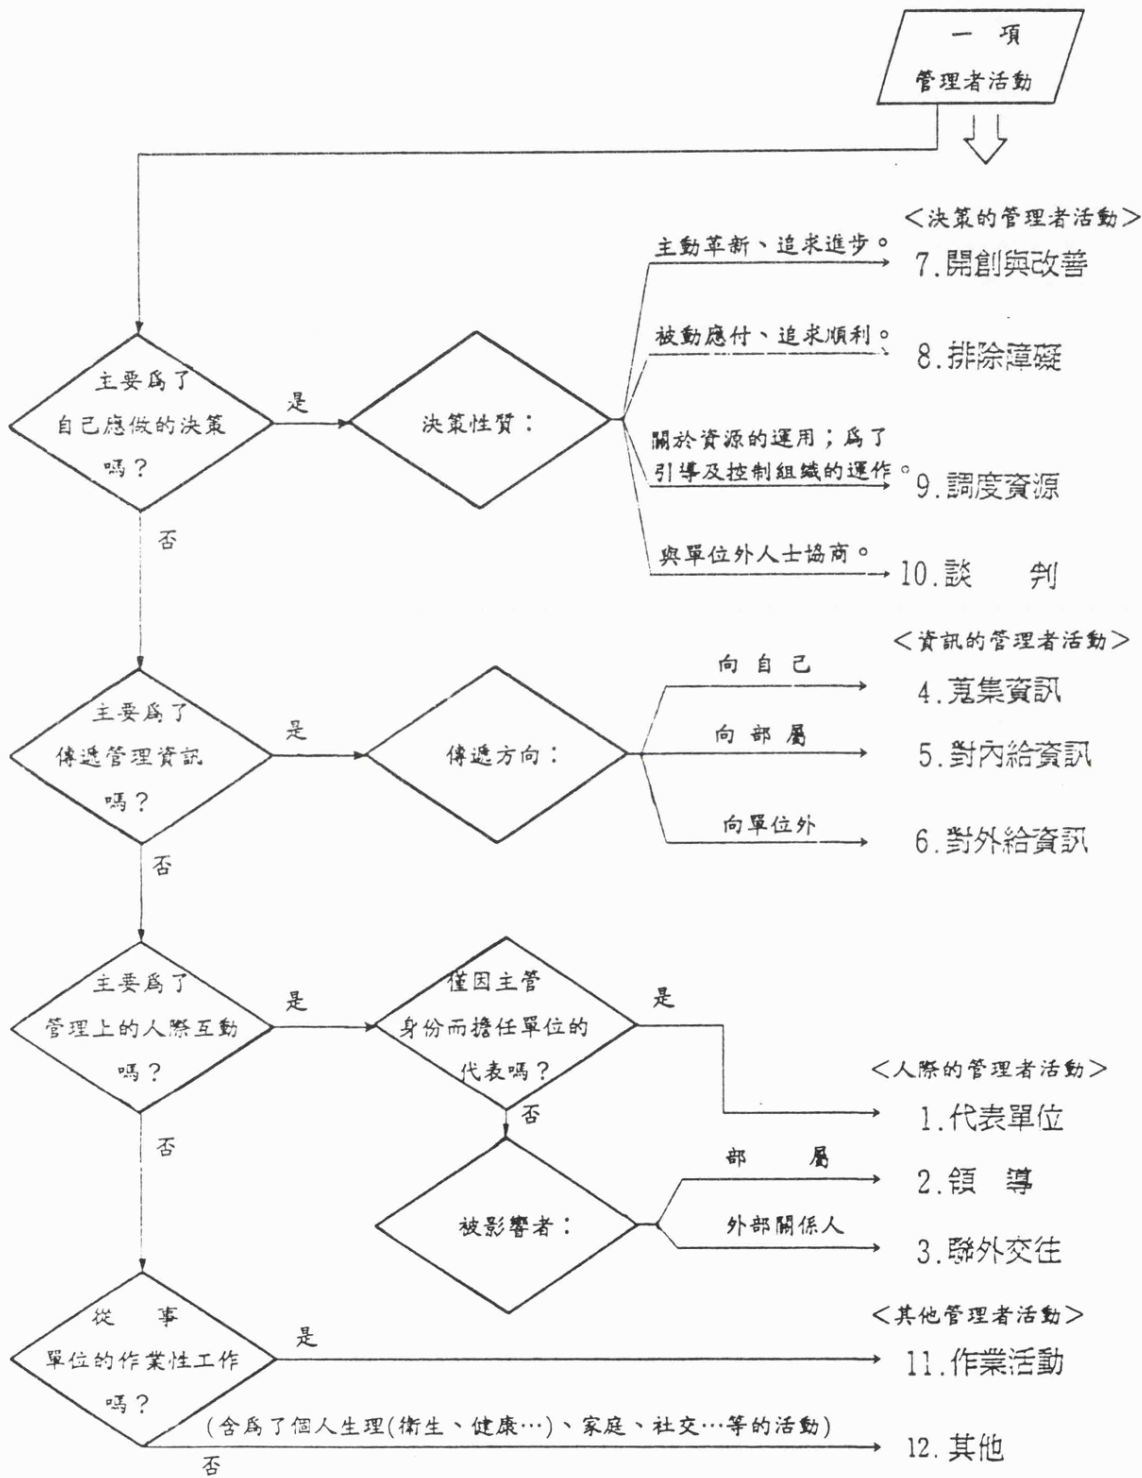 一 項
管理者活動
<決策的管理者活動>
主動革新、追求進步。
7.開創與改善
被動應付、追求順利。
8.排除障礙
主要為了
自己應做的決策
嗎?
是
決策性質:
關於資源的運用;為了
引導及控制組織的運作。
9.調度資源
否
與單位外人士協商。
10.談 判
<資訊的管理者活動>
向自己
4.蒐集資訊
主要為了
傳遞管理資訊
嗎?
是
傳遞方向:
向部屬
5.對內給資訊
向單位外
6.對外給資訊
否
主要為了
管理上的人際互動
嗎?
是
僅因主管
身份而擔任單位的
代表嗎?
是
<人際的管理者活動>
1.代表單位
否
否
部 屬
2.領 導
被影響者:
外部關係人
3.聯外交往
<其他管理者活動>
從 事
單位的作業性工作
嗎?
是
11.作業活動
(含為了個人生理(衛生、健康…)、家庭、社交…等的活動)
否
12.其他